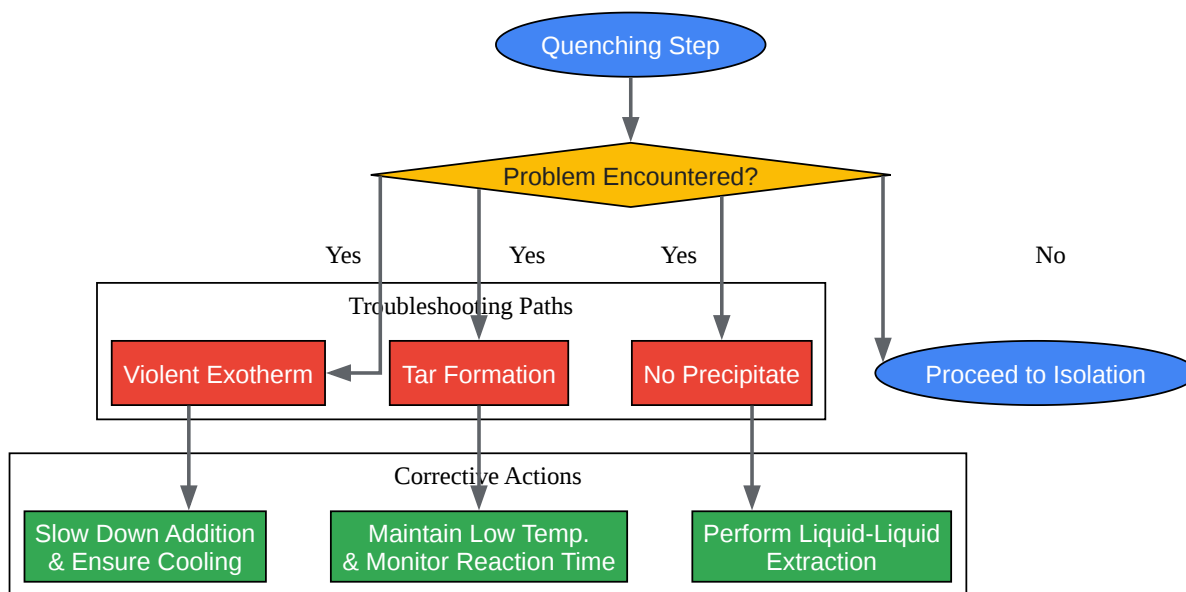 Quenching Step
Problem Encountered?
Yes
Yes
Yes
No
Troubleshooting Paths
Violent Exotherm
Tar Formation
No Precipitate
Proceed to Isolation
Corrective Actions
Slow Down Addition
& Ensure Cooling
Maintain Low Temp.
& Monitor Reaction Time
Perform Liquid-Liquid
Extraction